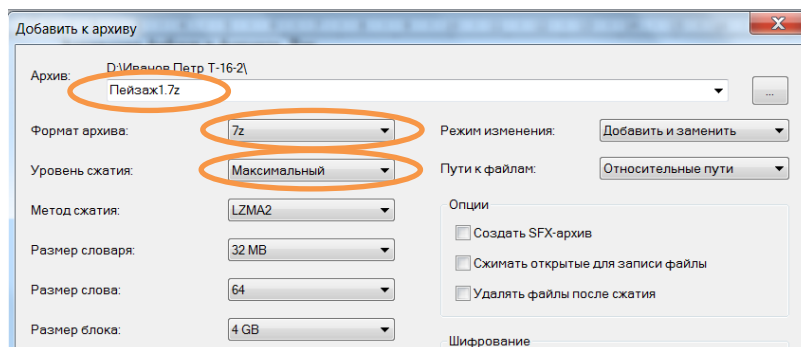 Добавить к архиву
Архив:
D:\Иванов Петр Т-16-2\
Пейзаж1.7z
...
Формат архива:
7z
Режим изменения:
Добавить и заменить
Уровень сжатия:
Максимальный
Пути к файлам:
Относительные пути
Метод сжатия:
LZMA2
Опции
Создать SFX-архив
Размер словаря:
32 MB
Сжимать открытые для записи файлы
Размер слова:
64
Удалять файлы после сжатия
Размер блока:
4 GB
Шифрование